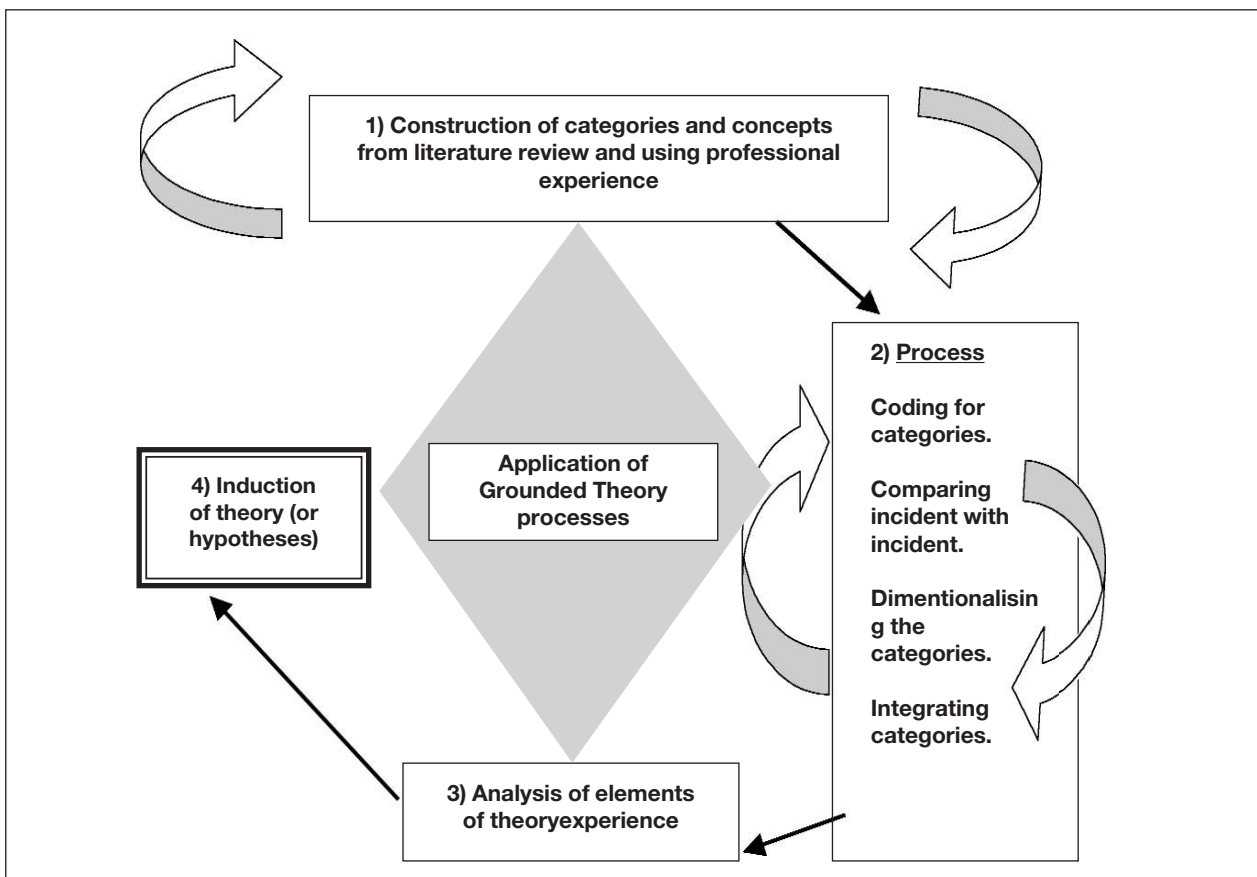 1) Construction of categories and concepts
from literature review and using professional
experience
2) Process
Coding for
categories.
Comparing
incident with
incident.
Dimentionalisin
g the
categories.
Integrating
categories.
Application of
Grounded Theory
processes
4) Induction
of theory (or
hypotheses)
3) Analysis of elements
of theoryexperience